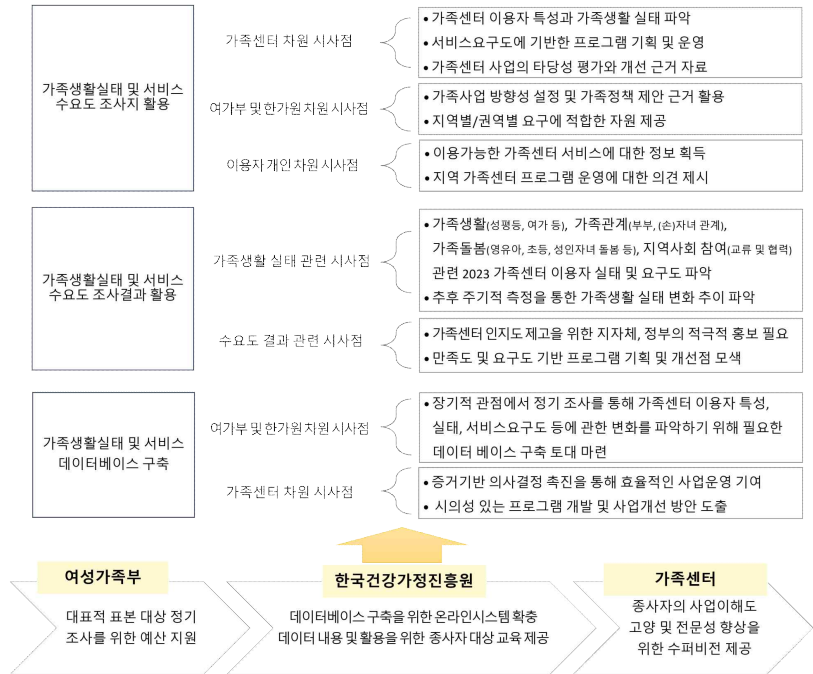 가족생활실태 및 서비스
수요도 조사지 활용
가족센터 차원 시사점
• 가족센터 이용자 특성과 가족생활 실태 파악
• 서비스요구도에 기반한 프로그램 기획 및 운영
• 가족센터 사업의 타당성 평가와 개선 근거 자료
여가부 및 한가원 차원 시사점
• 가족사업 방향성 설정 및 가족정책 제안 근거 활용
• 지역별/권역별 요구에 적합한 자원 제공
이용자 개인 차원 시사점
• 이용가능한 가족센터 서비스에 대한 정보 획득
• 지역 가족센터 프로그램 운영에 대한 의견 제시
가족생활실태 및 서비스
수요도 조사결과 활용
가족생활 실태 관련 시사점
• 가족생활(성평등, 여가 등), 가족관계(부부, (손)자녀 관계),
가족돌봄(영유아, 초등, 성인자녀 돌봄 등), 지역사회 참여(교류 및 협력)
관련 2023 가족센터 이용자 실태 및 요구도 파악
• 추후 주기적 측정을 통한 가족생활 실태 변화 추이 파악
수요도 결과 관련 시사점
• 가족센터 인지도 제고을 위한 지자체, 정부의 적극적 홍보 필요
• 만족도 및 요구도 기반 프로그램 기획 및 개선점 모색
가족생활실태 및 서비스
데이터베이스 구축
여가부 및 한가원 차원 시사점
• 장기적 관점에서 정기 조사를 통해 가족센터 이용자 특성,
실태, 서비스요구도 등에 관한 변화를 파악하기 위해 필요한
데이터 베이스 구축 토대 마련
가족센터 차원 시사점
• 증거기반 의사결정 촉진을 통해 효율적인 사업운영 기여
• 시의성 있는 프로그램 개발 및 사업개선 방안 도출
여성가족부
대표적 표본 대상 정기
조사를 위한 예산 지원
한국건강가정진흥원
데이터베이스 구축을 위한 온라인시스템 확충
데이터 내용 및 활용을 위한 종사자 대상 교육 제공
가족센터
종사자의 사업이해도
고양 및 전문성 향상을
위한 수퍼비전 제공